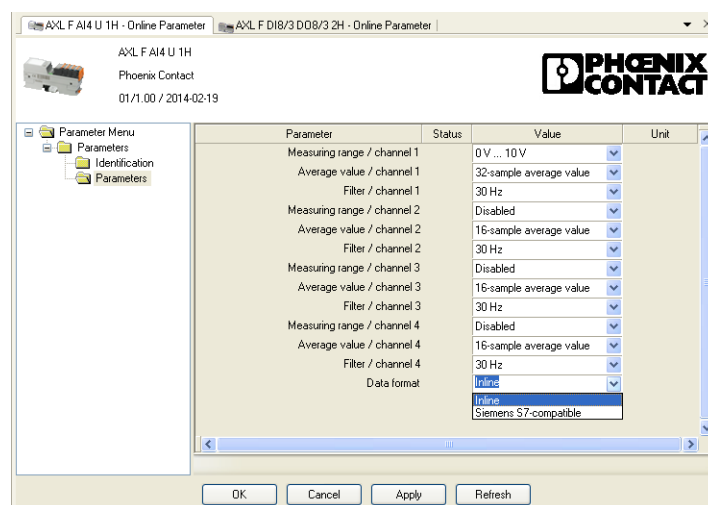 AXL F AI4 U 1H - Online Parameter
AXL F DI8/3 DO8/3 2H - Online Parameter
AXL F AI4 U 1H
Phoenix Contact
01/1.00 / 2014-02-19
PHŒNIX
CONTACT
Parameter Menu
Parameters
Identification
Parameters
Parameter Status Value Unit
Measuring range / channel 1 0 V ... 10 V
Average value / channel 1 32-sample average value
Filter / channel 1 30 Hz
Measuring range / channel 2 Disabled
Average value / channel 2 16-sample average value
Filter / channel 2 30 Hz
Measuring range / channel 3 Disabled
Average value / channel 3 16-sample average value
Filter / channel 3 30 Hz
Measuring range / channel 4 Disabled
Average value / channel 4 16-sample average value
Filter / channel 4 30 Hz
Data format Inline
Inline
Siemens S7-compatible
OK Cancel Apply Refresh